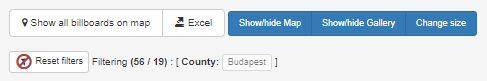 Show all billboards on map Excel Show/hide Map Show/hide Gallery Change size
Reset filters Filtering (56 / 19) : [ County: Budapest ]